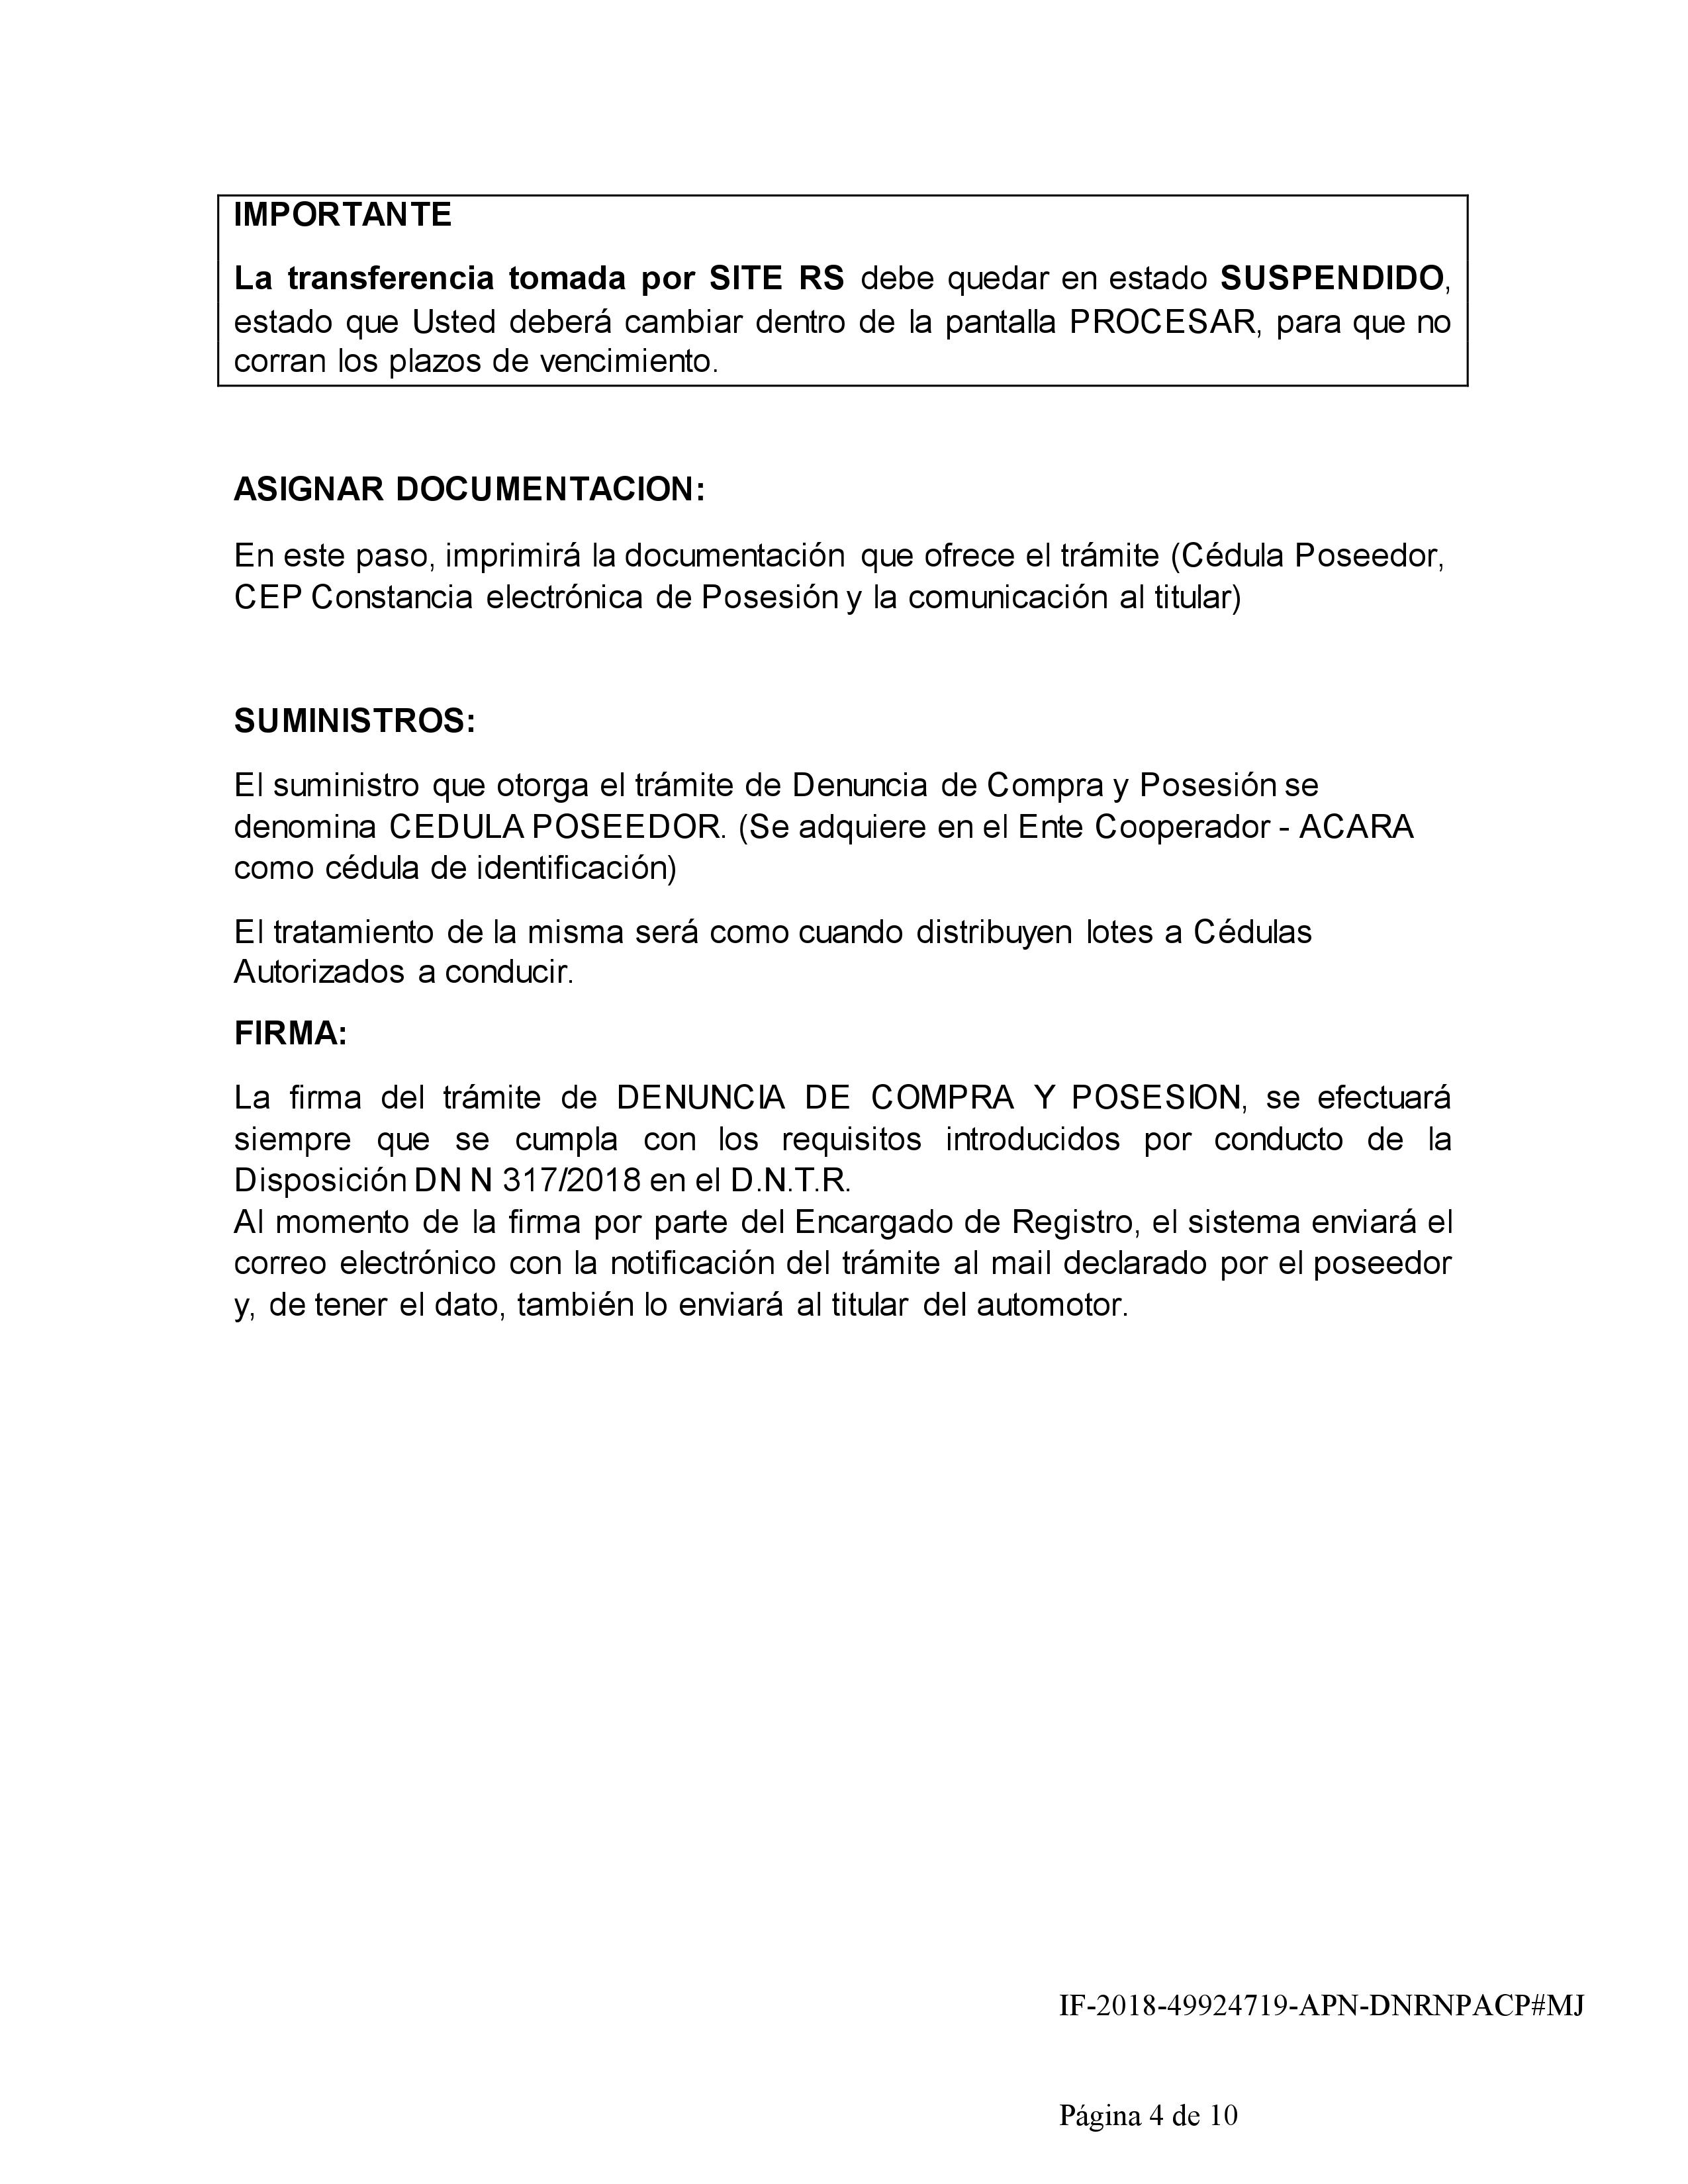 IMPORTANTE
La transferencia tomada por SITE RS debe quedar en estado SUSPENDIDO,
estado que Usted deberá cambiar dentro de la pantalla PROCESAR, para que no
corran los plazos de vencimiento.
ASIGNAR DOCUMENTACION:
En este paso, imprimirá la documentación que ofrece el trámite (Cédula Poseedor,
CEP Constancia electrónica de Posesión y la comunicación al titular)
SUMINISTROS:
El suministro que otorga el trámite de Denuncia de Compra y Posesión se
denomina CEDULA POSEEDOR. (Se adquiere en el Ente Cooperador - ACARA
como cédula de identificación)
El tratamiento de la misma será como cuando distribuyen lotes a Cédulas
Autorizados a conducir.
FIRMA:
La firma del trámite de DENUNCIA DE COMPRA Y POSESION, se efectuará
siempre que se cumpla con los requisitos introducidos por conducto de la
Disposición DN N 317/2018 en el D.N.T.R.
Al momento de la firma por parte del Encargado de Registro, el sistema enviará el
correo electrónico con la notificación del trámite al mail declarado por el poseedor
y, de tener el dato, también lo enviará al titular del automotor.
IF-2018-49924719-APN-DNRNPACP#MJ
Página 4 de 10